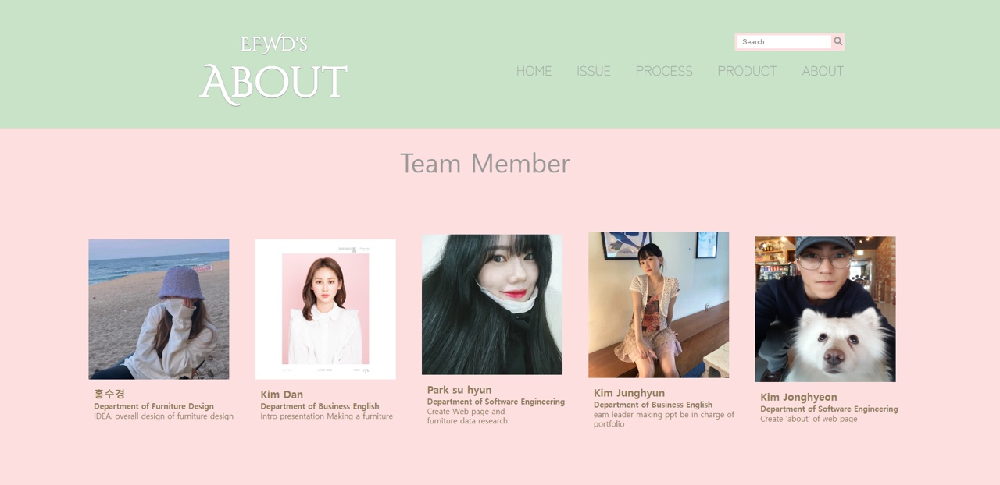 EFWD'S
ABOUT
Search
HOME ISSUE PROCESS PRODUCT ABOUT
Team Member
홍수경
Department of Furniture Design
IDEA, overall design of furniture design
Kim Dan
Department of Business English
Intro presentation Making a furniture
Park su hyun
Department of Software Engineering
Create Web page and
furniture data research
Kim Junghyun
Department of Business English
eam leader making ppt be in charge of
portfolio
Kim Jonghyeon
Department of Software Engineering
Create 'about' of web page